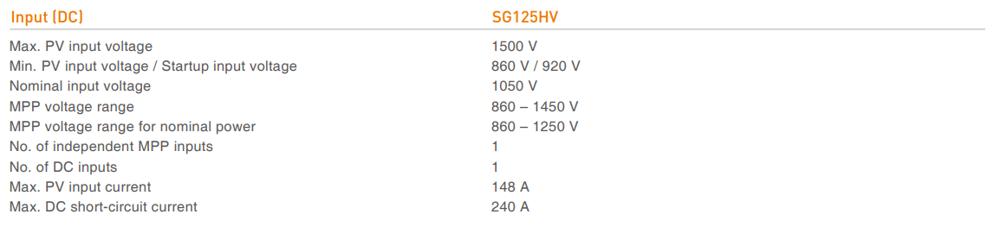 Input (DC) SG125HV
Max. PV input voltage 1500 V
Min. PV input voltage / Startup input voltage 860 V / 920 V
Nominal input voltage 1050 V
MPP voltage range 860 – 1450 V
MPP voltage range for nominal power 860 – 1250 V
No. of independent MPP inputs 1
No. of DC inputs 1
Max. PV input current 148 A
Max. DC short-circuit current 240 A